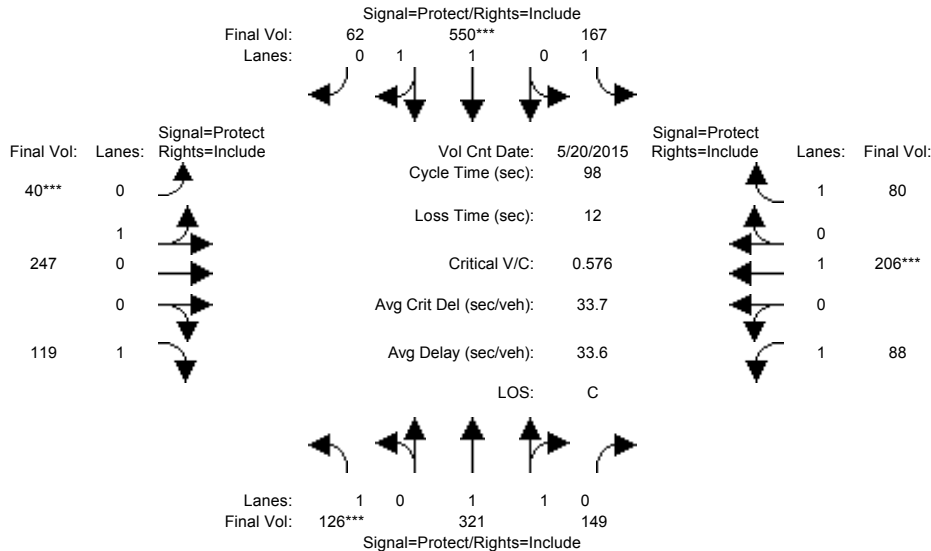 Signal=Protect/Rights=Include
Final Vol: 62 550*** 167
Lanes: 0 1 1 0 1
Signal=Protect Signal=Protect
Final Vol: Lanes: Rights=Include Vol Cnt Date: 5/20/2015 Rights=Include Lanes: Final Vol:
Cycle Time (sec): 98
40*** 0 1 80
Loss Time (sec): 12
1 0
247 0 Critical V/C: 0.576 1 206***
0 Avg Crit Del (sec/veh): 33.7 0
119 1 Avg Delay (sec/veh): 33.6 1 88
LOS: C
Lanes: 1 0 1 1 0
Final Vol: 126*** 321 149
Signal=Protect/Rights=Include